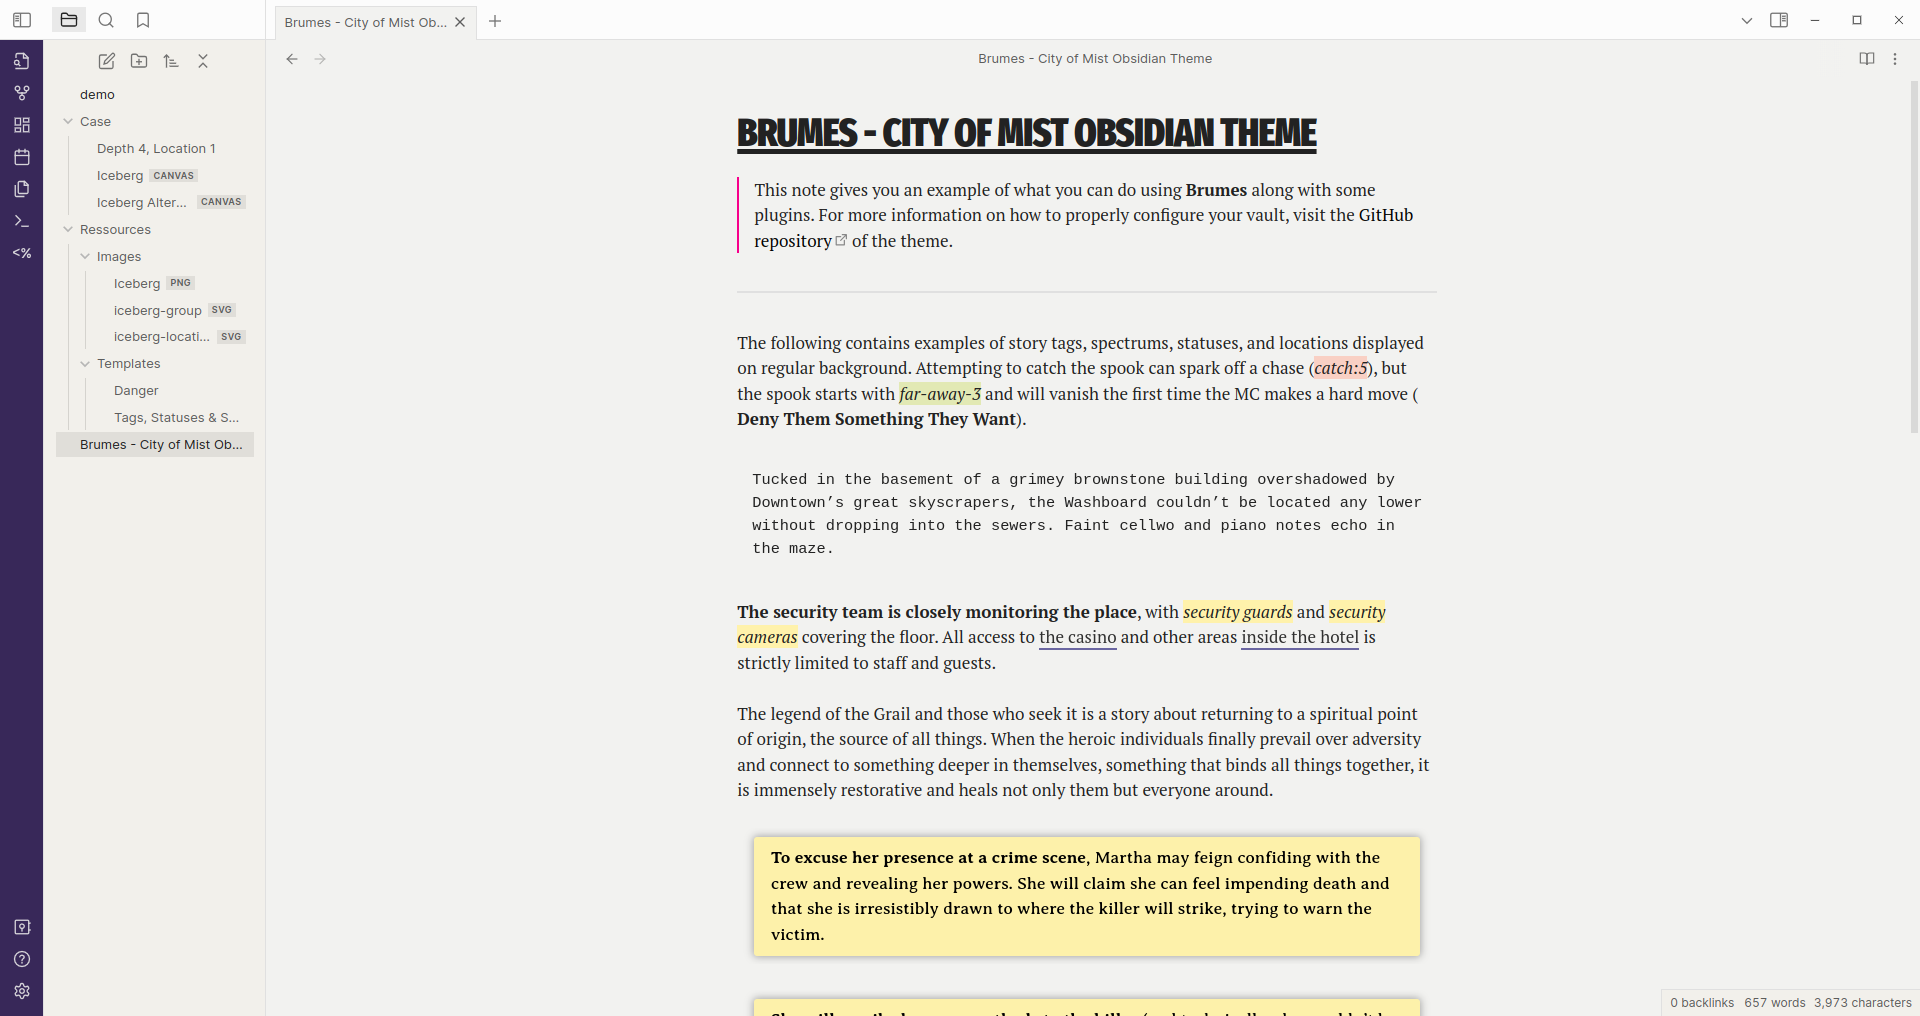 Brumes - City of Mist Ob...
Brumes - City of Mist Obsidian Theme
<%
demo
Case
Depth 4, Location 1
Iceberg CANVAS
Iceberg Alter... CANVAS
Ressources
Images
Iceberg PNG
iceberg-group SVG
iceberg-locati... SVG
Templates
Danger
Tags, Statuses & S...
Brumes - City of Mist Ob...
BRUMES - CITY OF MIST OBSIDIAN THEME
This note gives you an example of what you can do using Brumes along with some
plugins. For more information on how to properly configure your vault, visit the GitHub
repository of the theme.
The following contains examples of story tags, spectrums, statuses, and locations displayed
on regular background. Attempting to catch the spook can spark off a chase (catch:5), but
the spook starts with far-away-3 and will vanish the first time the MC makes a hard move (
Deny Them Something They Want).
Tucked in the basement of a grimey brownstone building overshadowed by
Downtown’s great skyscrapers, the Washboard couldn’t be located any lower
without dropping into the sewers. Faint cellwo and piano notes echo in
the maze.
The security team is closely monitoring the place, with security guards and security
cameras covering the floor. All access to the casino and other areas inside the hotel is
strictly limited to staff and guests.
The legend of the Grail and those who seek it is a story about returning to a spiritual point
of origin, the source of all things. When the heroic individuals finally prevail over adversity
and connect to something deeper in themselves, something that binds all things together, it
is immensely restorative and heals not only them but everyone around.
To excuse her presence at a crime scene, Martha may feign confiding with the
crew and revealing her powers. She will claim she can feel impending death and
that she is irresistibly drawn to where the killer will strike, trying to warn the
victim.
0 backlinks 657 words 3,973 characters